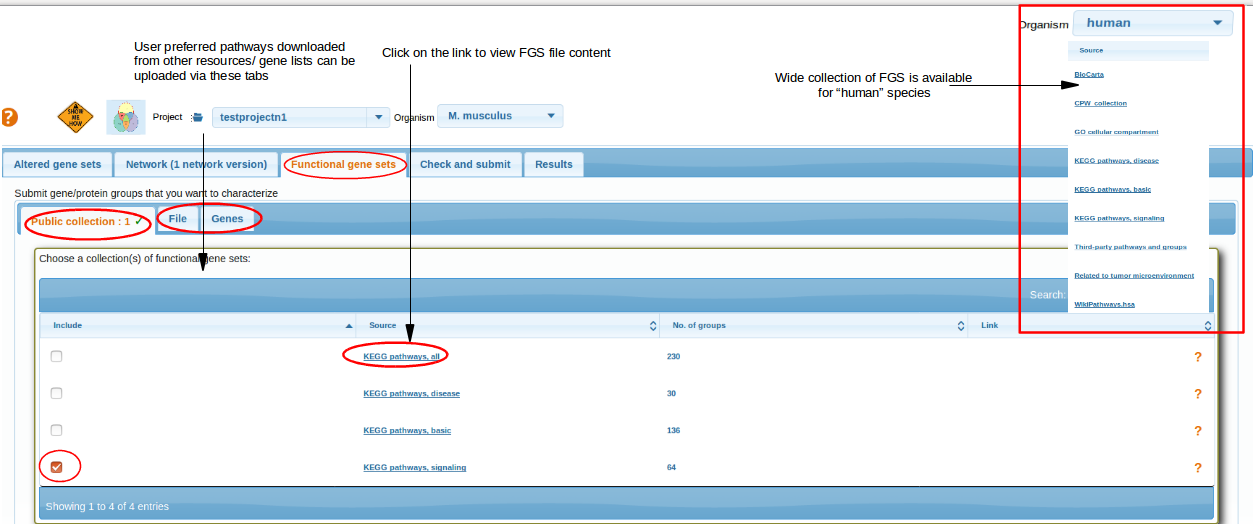 Organism human
Source
BioCarta
CPW_collection
GO cellular compartment
KEGG pathways, disease
KEGG pathways, basic
KEGG pathways, signaling
Third-party pathways and groups
Related to tumor microenvironment
WikiPathways.hsa
User preferred pathways downloaded
from other resources/ gene lists can be
uploaded via these tabs
Click on the link to view FGS file content
Wide collection of FGS is available
for “human” species
?
SHOW
ME
HOW
Project testprojectn1 Organism M. musculus
Altered gene sets Network (1 network version) Functional gene sets Check and submit Results
Submit gene/protein groups that you want to characterize
Public collection : 1 ✓ File Genes
Choose a collection(s) of functional gene sets:
Search:
Include Source No. of groups Link
KEGG pathways, all 230 ?
KEGG pathways, disease 30 ?
KEGG pathways, basic 136 ?
KEGG pathways, signaling 64 ?
Showing 1 to 4 of 4 entries